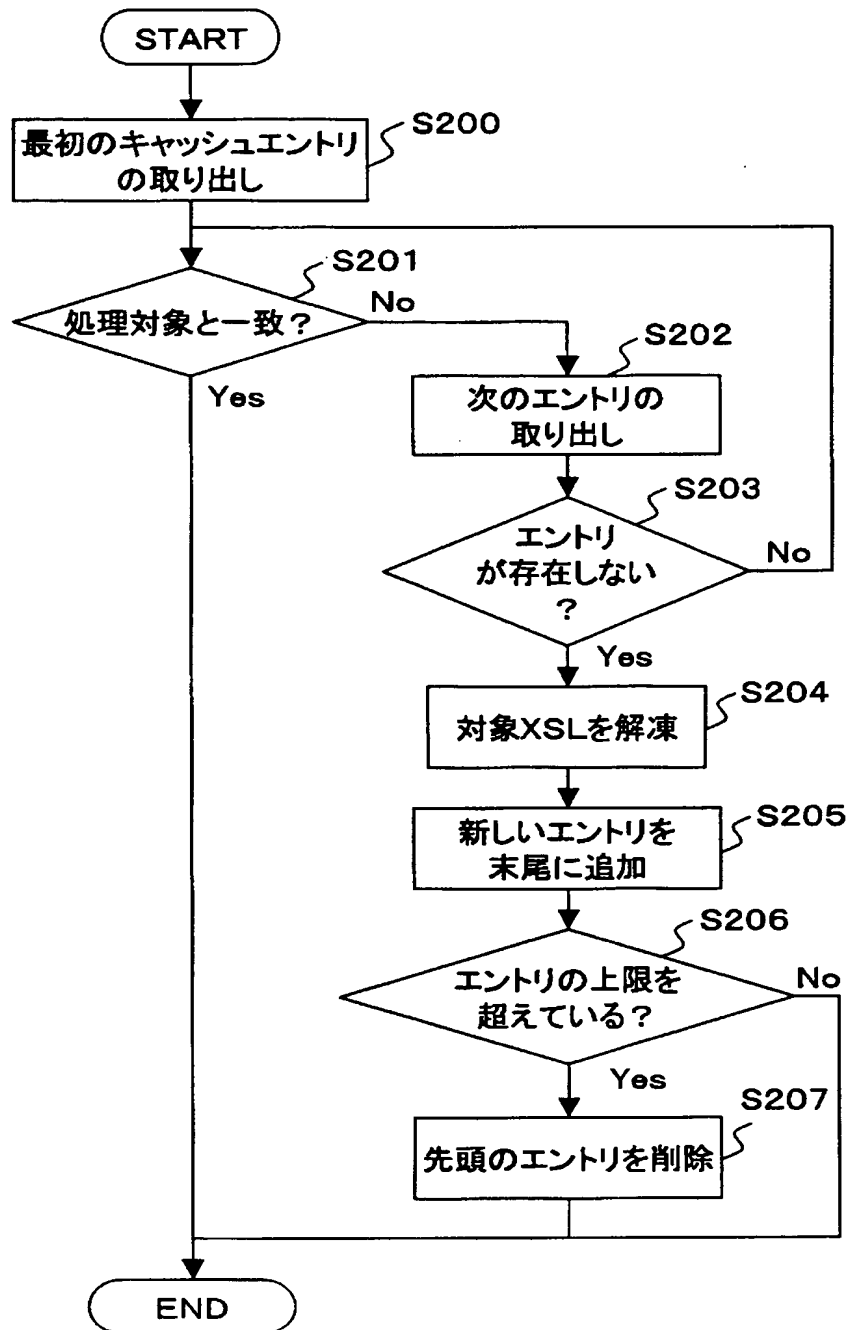 START
S200
最初のキャッシュエントリ
の取り出し
S201
処理対象と一致?
No
Yes
S202
次のエントリの
取り出し
S203
エントリ
が存在しない
?
No
Yes
S204
対象XSLを解凍
S205
新しいエントリを
末尾に追加
S206
エントリの上限を
超えている?
No
Yes
S207
先頭のエントリを削除
END